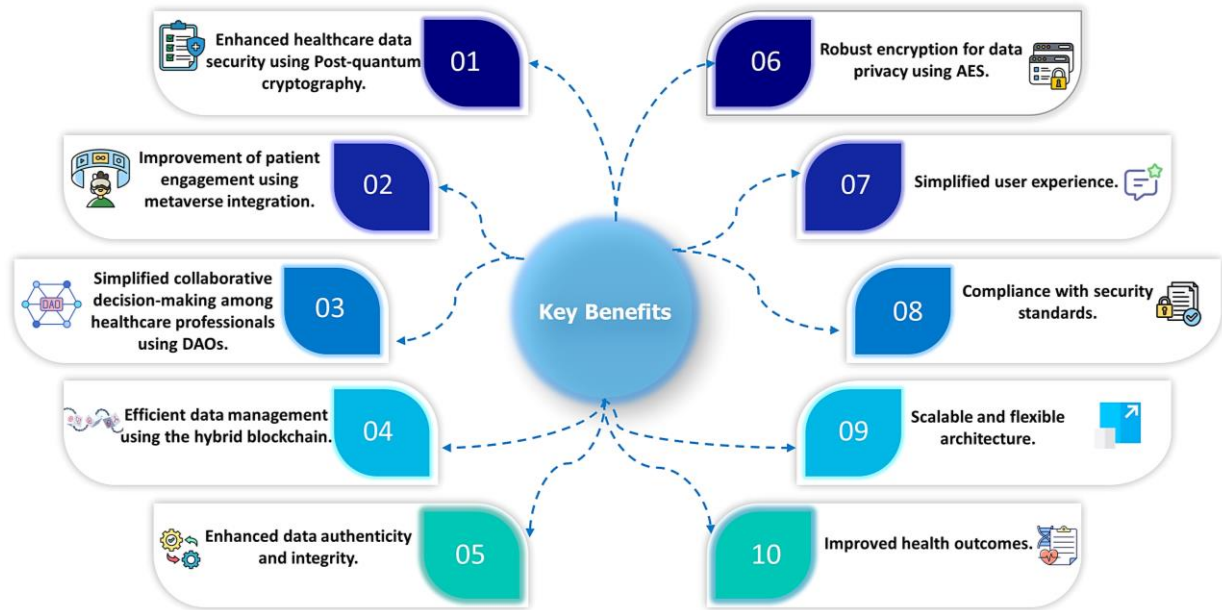 Enhanced healthcare data
security using Post-quantum
cryptography.
01
Improvement of patient
engagement using
metaverse integration.
02
Simplified collaborative
decision-making among
healthcare professionals
using DAOs.
DAO
03
Efficient data management
using the hybrid blockchain.
04
Enhanced data authenticity
and integrity.
05
Key Benefits
06
Robust encryption for data
privacy using AES.
07
Simplified user experience.
08
Compliance with security
standards.
09
Scalable and flexible
architecture.
10
Improved health outcomes.